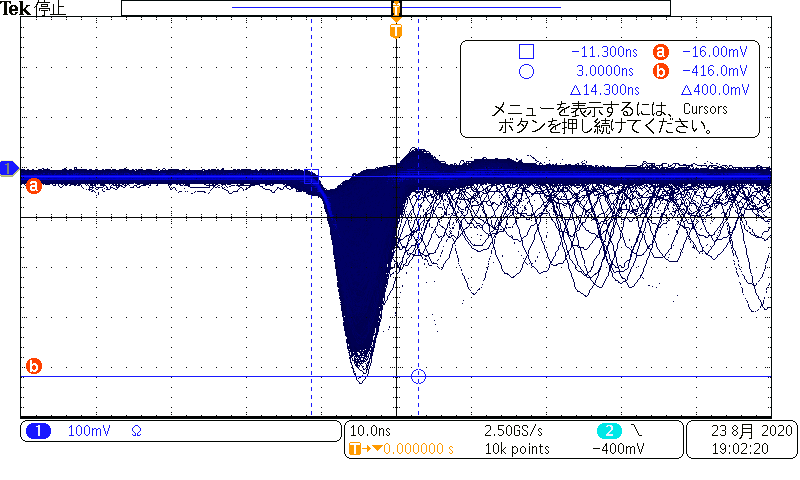 Tek 停止
T
T
□ -11.300ns a -16.00mV
○ 3.0000ns b -416.0mV
Δ14.300ns Δ400.0mV
メニューを表示するには、Cursors
ボタンを押し続けてください。
1
a
b
1 100mV Ω 10.0ns 2.50GS/s 2 23 8月 2020
T→▼0.000000 s 10k points -400mV 19:02:20